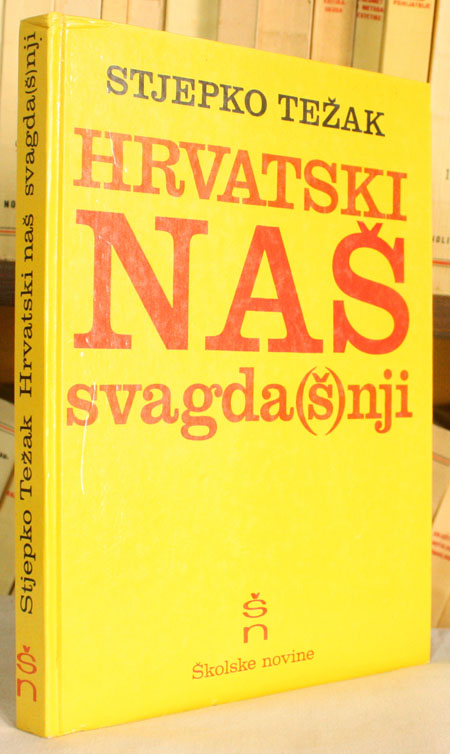 STJEPKO TEŽAK
HRVATSKI
NAŠ
svagda(š)nji
š
n
Školske novine
Stjepko Težak Hrvatski naš svagda(š)nji
š
n